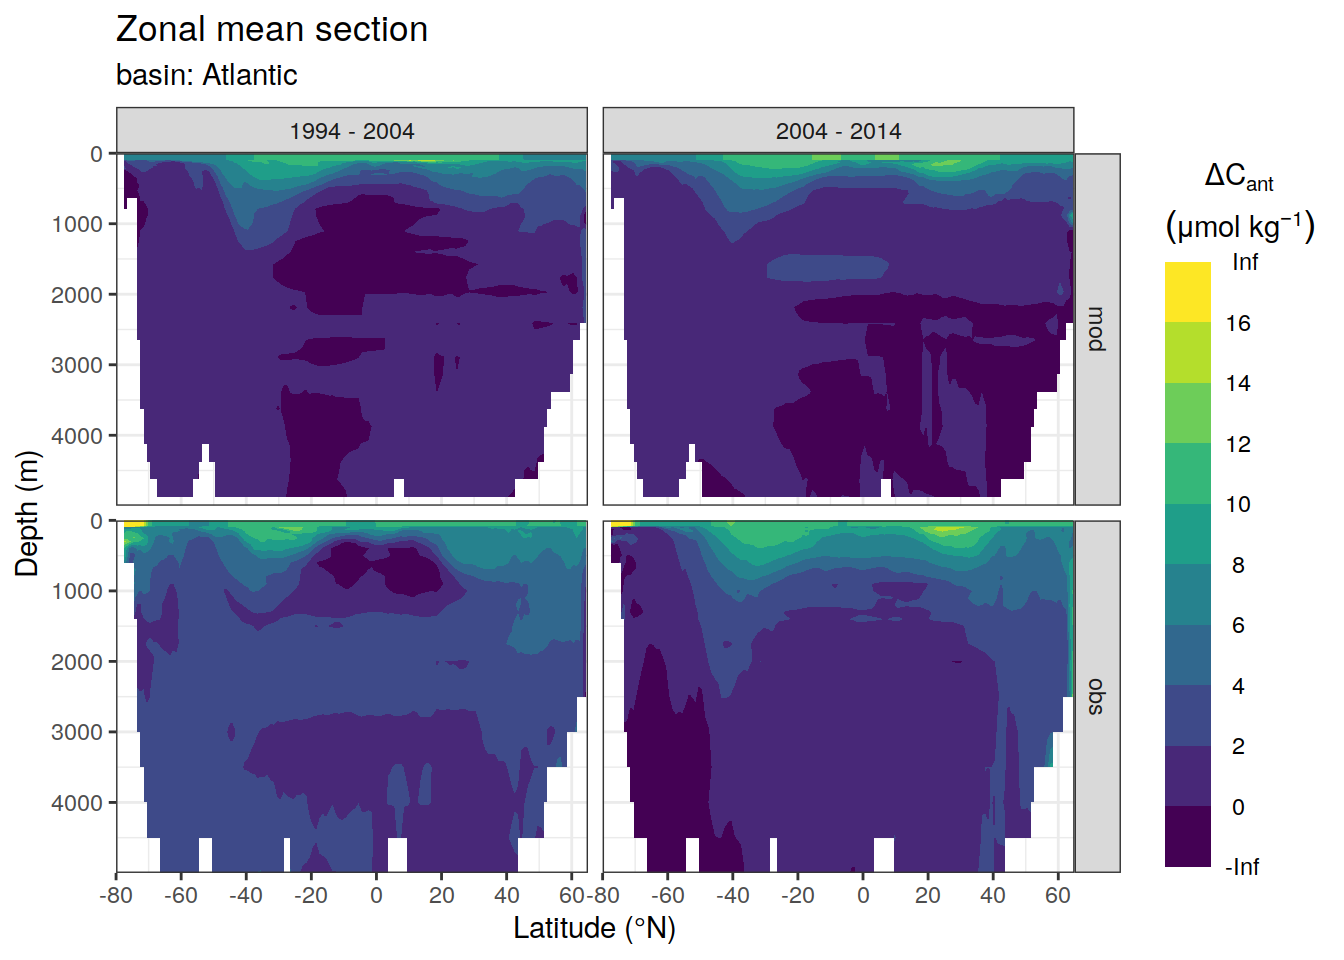 Zonal mean section
basin: Atlantic
1994 - 2004
2004 - 2014
0
1000
2000
3000
4000
mod
0
1000
2000
3000
4000
obs
-80
-60
-40
-20
0
20
40
60
-80
-60
-40
-20
0
20
40
60
Latitude (°N)
Depth (m)
ΔCant
(μmol kg⁻¹)
Inf
16
14
12
10
8
6
4
2
0
-Inf